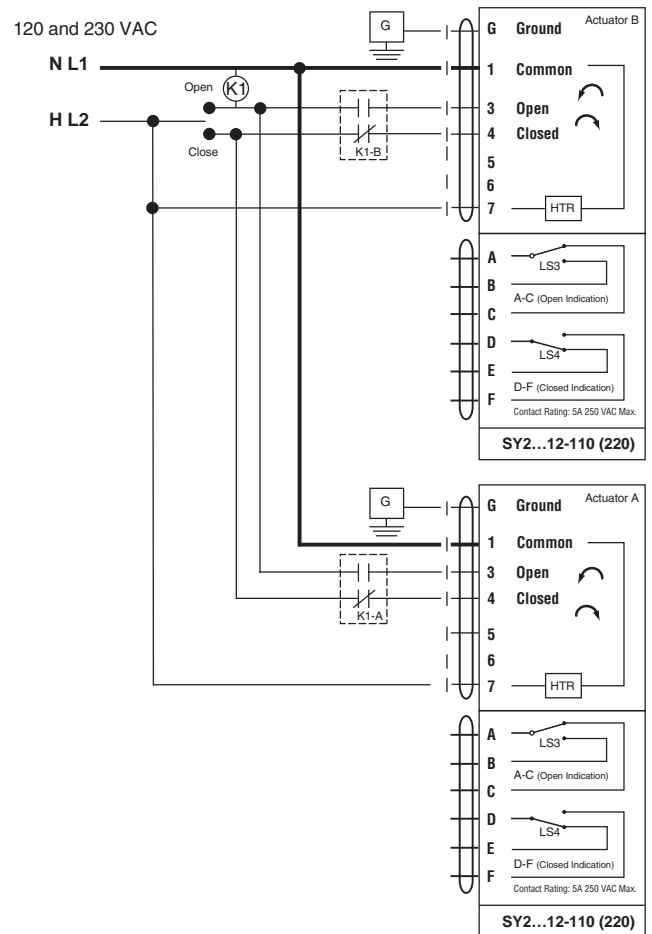 120 and 230 VAC
N L1
H L2
Open
K1
Close
K1-B
G
G Ground
Actuator B
1 Common
3 Open
4 Closed
5
6
7
HTR
A
LS3
B
A-C (Open Indication)
C
D
LS4
E
D-F (Closed Indication)
F
Contact Rating: 5A 250 VAC Max.
SY2…12-110 (220)
G
G Ground
Actuator A
1 Common
3 Open
4 Closed
K1-A
5
6
7
HTR
A
LS3
B
A-C (Open Indication)
C
D
LS4
E
D-F (Closed Indication)
F
Contact Rating: 5A 250 VAC Max.
SY2…12-110 (220)